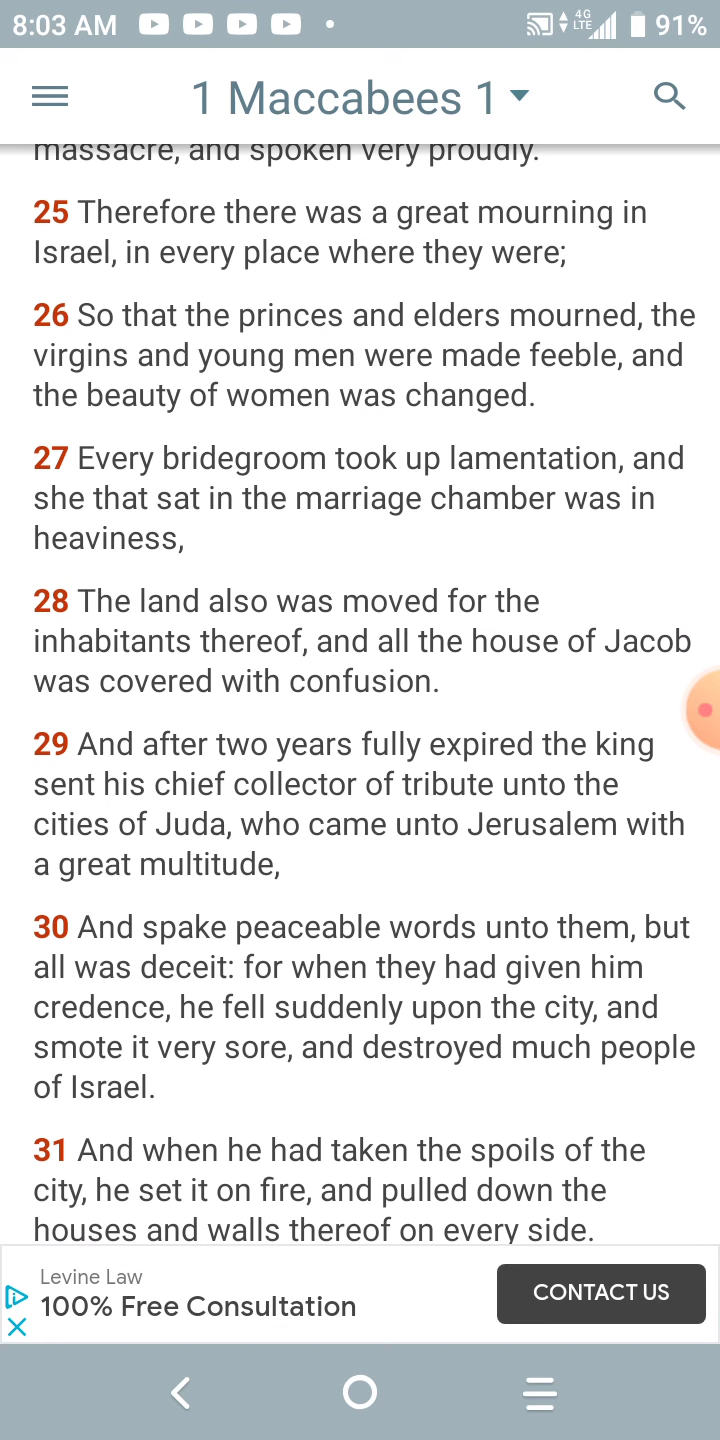 8:03 AM
4G
LTE
91%
1 Maccabees 1
massacre, and spoken very proudly.
25 Therefore there was a great mourning in
Israel, in every place where they were;
26 So that the princes and elders mourned, the
virgins and young men were made feeble, and
the beauty of women was changed.
27 Every bridegroom took up lamentation, and
she that sat in the marriage chamber was in
heaviness,
28 The land also was moved for the
inhabitants thereof, and all the house of Jacob
was covered with confusion.
29 And after two years fully expired the king
sent his chief collector of tribute unto the
cities of Juda, who came unto Jerusalem with
a great multitude,
30 And spake peaceable words unto them, but
all was deceit: for when they had given him
credence, he fell suddenly upon the city, and
smote it very sore, and destroyed much people
of Israel.
31 And when he had taken the spoils of the
city, he set it on fire, and pulled down the
houses and walls thereof on every side.
Levine Law
100% Free Consultation
CONTACT US